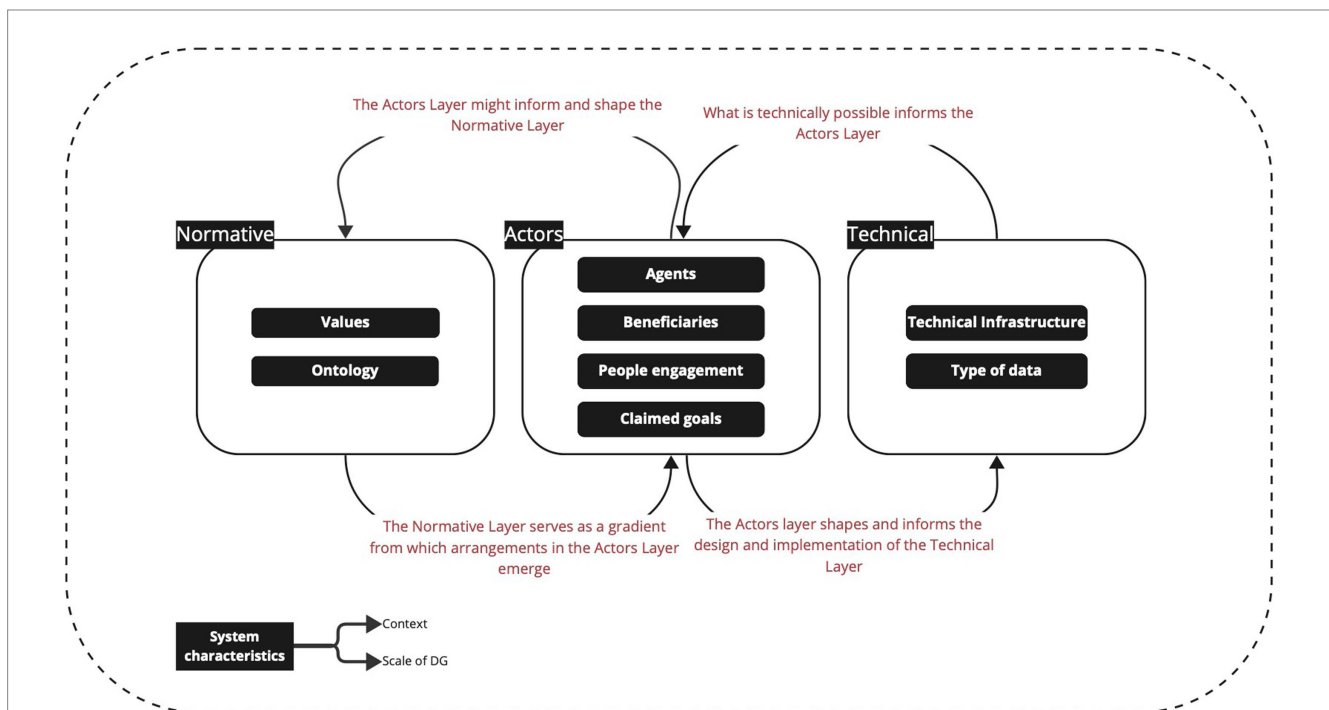 The Actors Layer might inform and shape the
Normative Layer
What is technically possible informs the
Actors Layer
Normative
Actors
Technical
Values
Ontology
Agents
Beneficiaries
People engagement
Claimed goals
Technical Infrastructure
Type of data
The Normative Layer serves as a gradient
from which arrangements in the Actors Layer
emerge
The Actors layer shapes and informs the
design and implementation of the Technical
Layer
System
characteristics
Context
Scale of DG